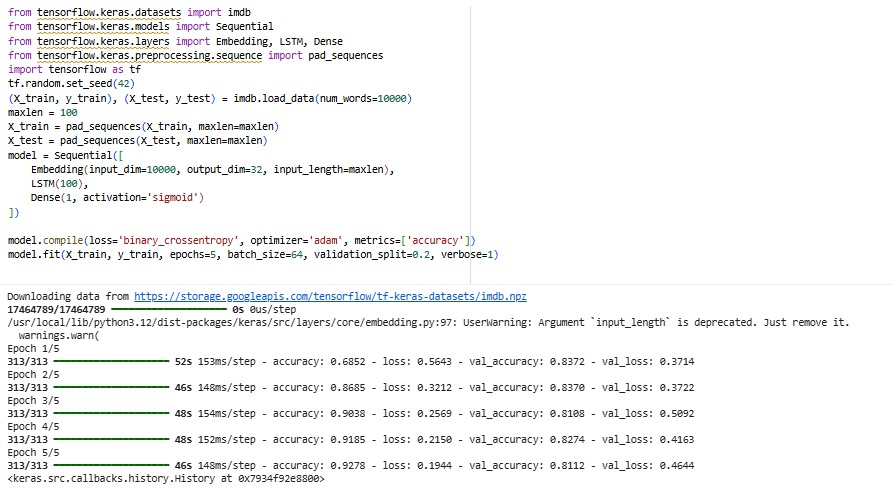 from tensorflow.keras.datasets import imdb
from tensorflow.keras.models import Sequential
from tensorflow.keras.layers import Embedding, LSTM, Dense
from tensorflow.keras.preprocessing.sequence import pad_sequences
import tensorflow as tf
tf.random.set_seed(42)
(X_train, y_train), (X_test, y_test) = imdb.load_data(num_words=10000)
maxlen = 100
X_train = pad_sequences(X_train, maxlen=maxlen)
X_test = pad_sequences(X_test, maxlen=maxlen)
model = Sequential([
    Embedding(input_dim=10000, output_dim=32, input_length=maxlen),
    LSTM(100),
    Dense(1, activation='sigmoid')
])
model.compile(loss='binary_crossentropy', optimizer='adam', metrics=['accuracy'])
model.fit(X_train, y_train, epochs=5, batch_size=64, validation_split=0.2, verbose=1)
Downloading data from https://storage.googleapis.com/tensorflow/tf-keras-datasets/imdb.npz
17464789/17464789 ━━━━━━━━━━━━━━━━━━━━ 0s 0us/step
/usr/local/lib/python3.12/dist-packages/keras/src/layers/core/embedding.py:97: UserWarning: Argument `input_length` is deprecated. Just remove it.
  warnings.warn(
Epoch 1/5
313/313 ━━━━━━━━━━━━━━━━━━━━ 52s 153ms/step - accuracy: 0.6852 - loss: 0.5643 - val_accuracy: 0.8372 - val_loss: 0.3714
Epoch 2/5
313/313 ━━━━━━━━━━━━━━━━━━━━ 46s 148ms/step - accuracy: 0.8685 - loss: 0.3212 - val_accuracy: 0.8370 - val_loss: 0.3722
Epoch 3/5
313/313 ━━━━━━━━━━━━━━━━━━━━ 48s 154ms/step - accuracy: 0.9038 - loss: 0.2569 - val_accuracy: 0.8108 - val_loss: 0.5092
Epoch 4/5
313/313 ━━━━━━━━━━━━━━━━━━━━ 48s 152ms/step - accuracy: 0.9185 - loss: 0.2150 - val_accuracy: 0.8274 - val_loss: 0.4163
Epoch 5/5
313/313 ━━━━━━━━━━━━━━━━━━━━ 46s 148ms/step - accuracy: 0.9278 - loss: 0.1944 - val_accuracy: 0.8112 - val_loss: 0.4644
<keras.src.callbacks.history.History at 0x7934f92e8800>